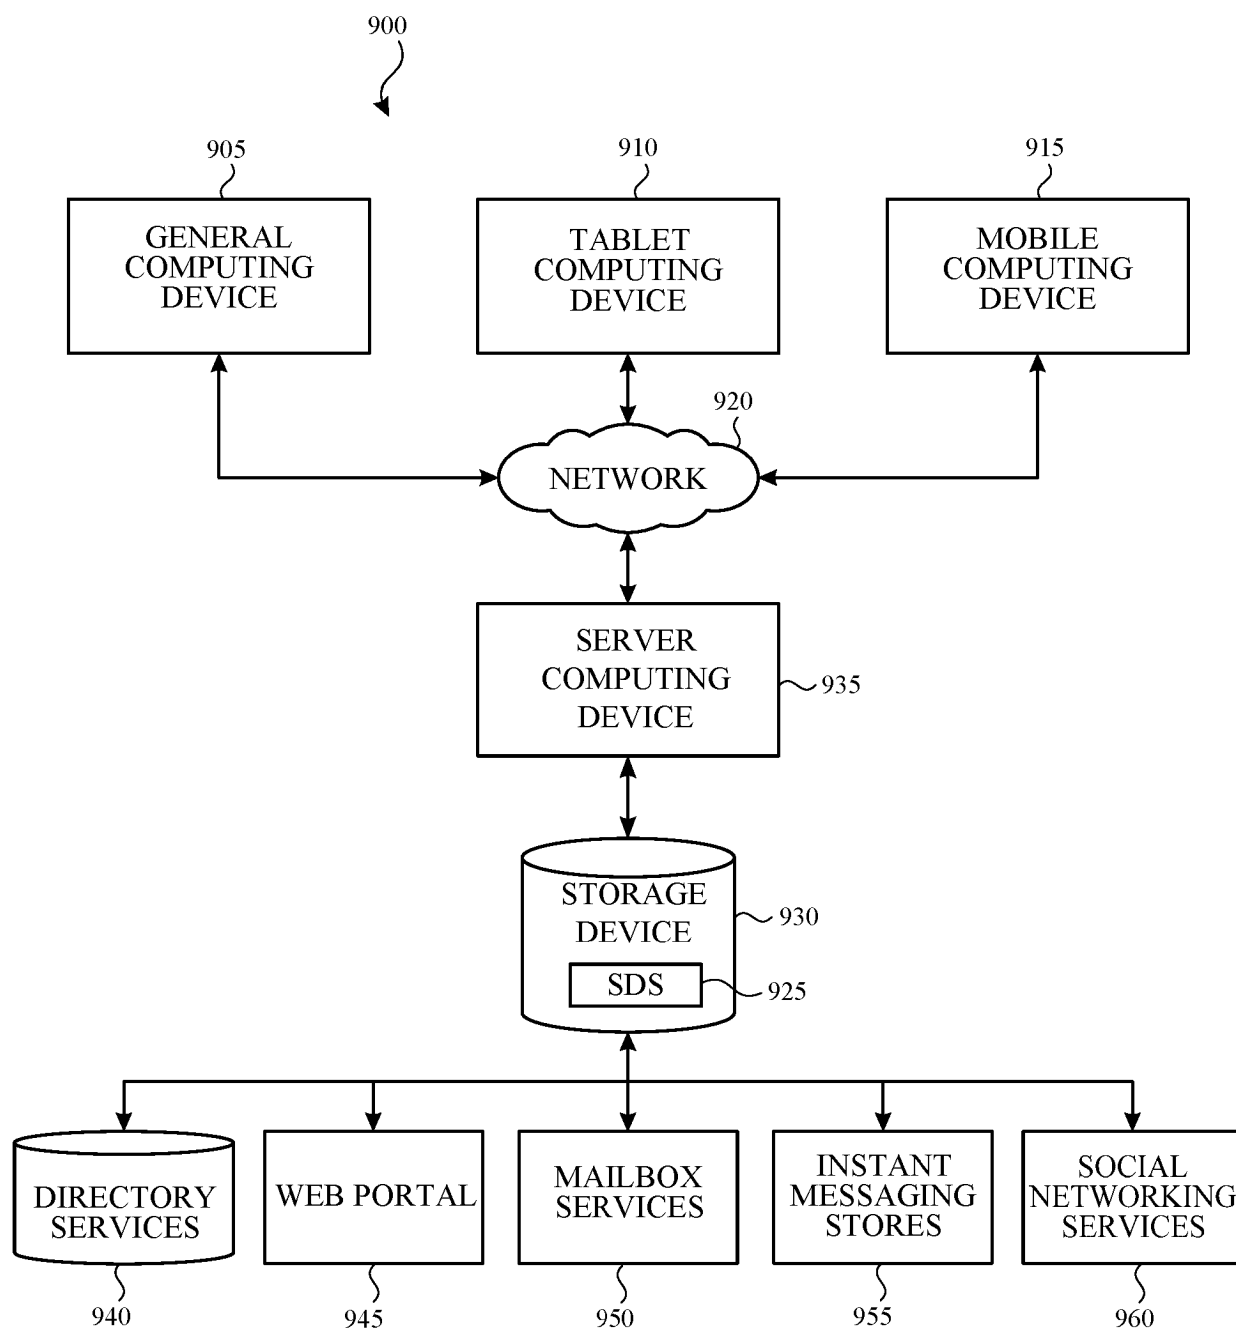 900
905
910
915
GENERAL
COMPUTING
DEVICE
TABLET
COMPUTING
DEVICE
MOBILE
COMPUTING
DEVICE
920
NETWORK
SERVER
COMPUTING
DEVICE
935
STORAGE
DEVICE
930
SDS
925
DIRECTORY
SERVICES
WEB PORTAL
MAILBOX
SERVICES
INSTANT
MESSAGING
STORES
SOCIAL
NETWORKING
SERVICES
940
945
950
955
960